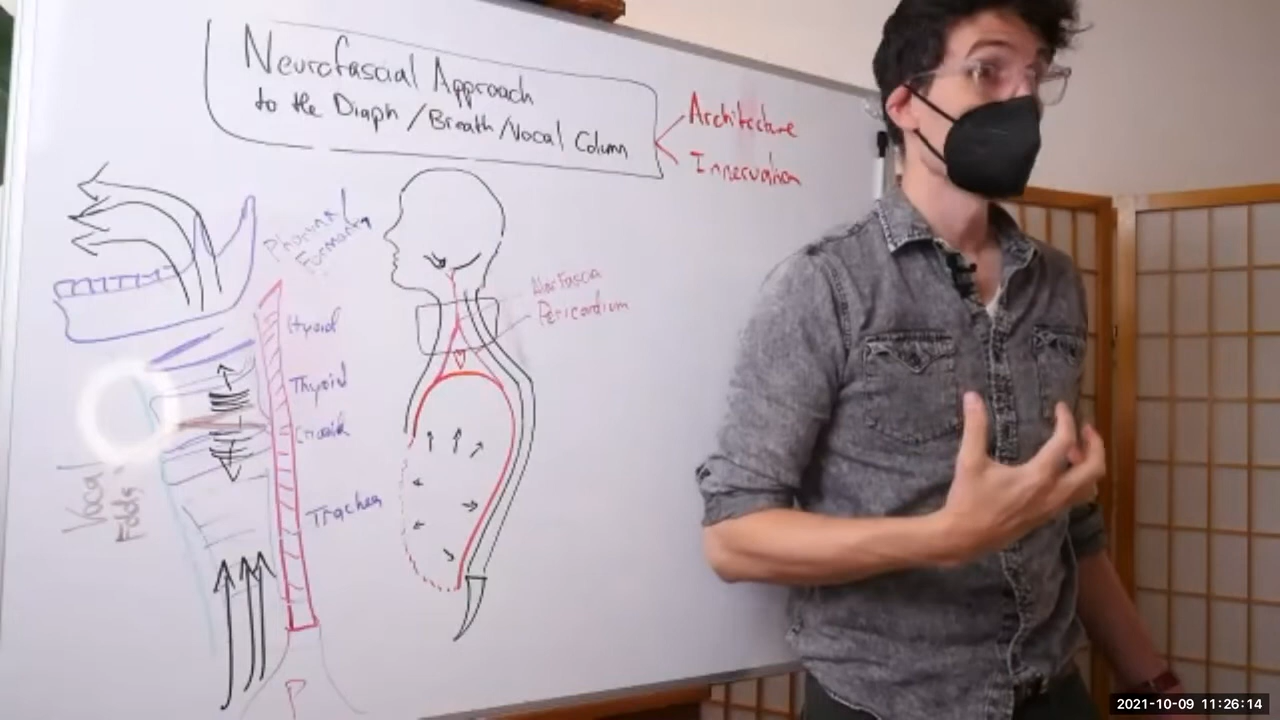 Neurofascial Approach
to the Diaph / Breath / Vocal Column
Architecture
Innervation
Pharyngeal
Formants
Hyoid
Thyroid
Cricoid
Trachea
Vocal
Folds
Pericardium
2021-10-09 11:26:14